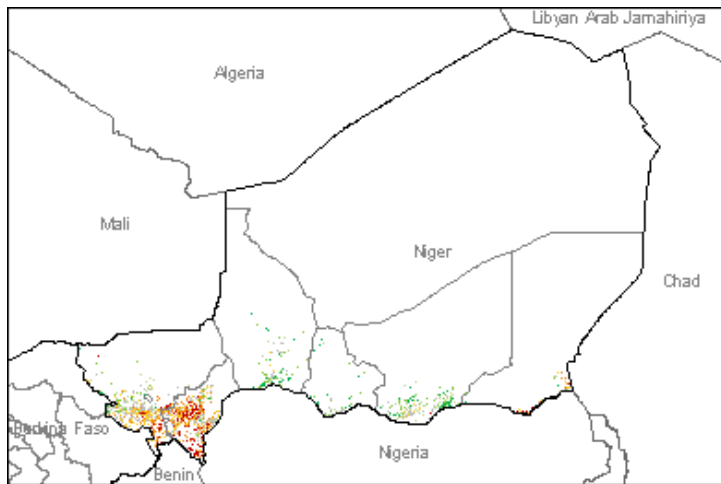 Libyan Arab Jamahiriya
Algeria
Mali
Niger
Chad
Burkina Faso
Nigeria
Benin